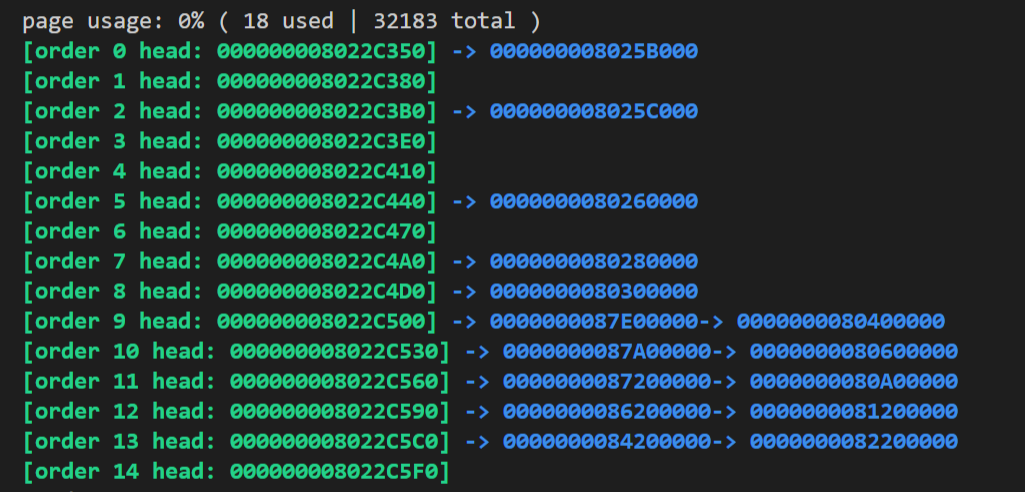 page usage: 0% ( 18 used | 32183 total )
[order 0 head: 000000008022C350] -> 000000008025B000
[order 1 head: 000000008022C380]
[order 2 head: 000000008022C3B0] -> 000000008025C000
[order 3 head: 000000008022C3E0]
[order 4 head: 000000008022C410]
[order 5 head: 000000008022C440] -> 0000000080260000
[order 6 head: 000000008022C470]
[order 7 head: 000000008022C4A0] -> 0000000080280000
[order 8 head: 000000008022C4D0] -> 0000000080300000
[order 9 head: 000000008022C500] -> 0000000087E00000-> 0000000080400000
[order 10 head: 000000008022C530] -> 0000000087A00000-> 0000000080600000
[order 11 head: 000000008022C560] -> 0000000087200000-> 0000000080A00000
[order 12 head: 000000008022C590] -> 0000000086200000-> 0000000081200000
[order 13 head: 000000008022C5C0] -> 0000000084200000-> 0000000082200000
[order 14 head: 000000008022C5F0]